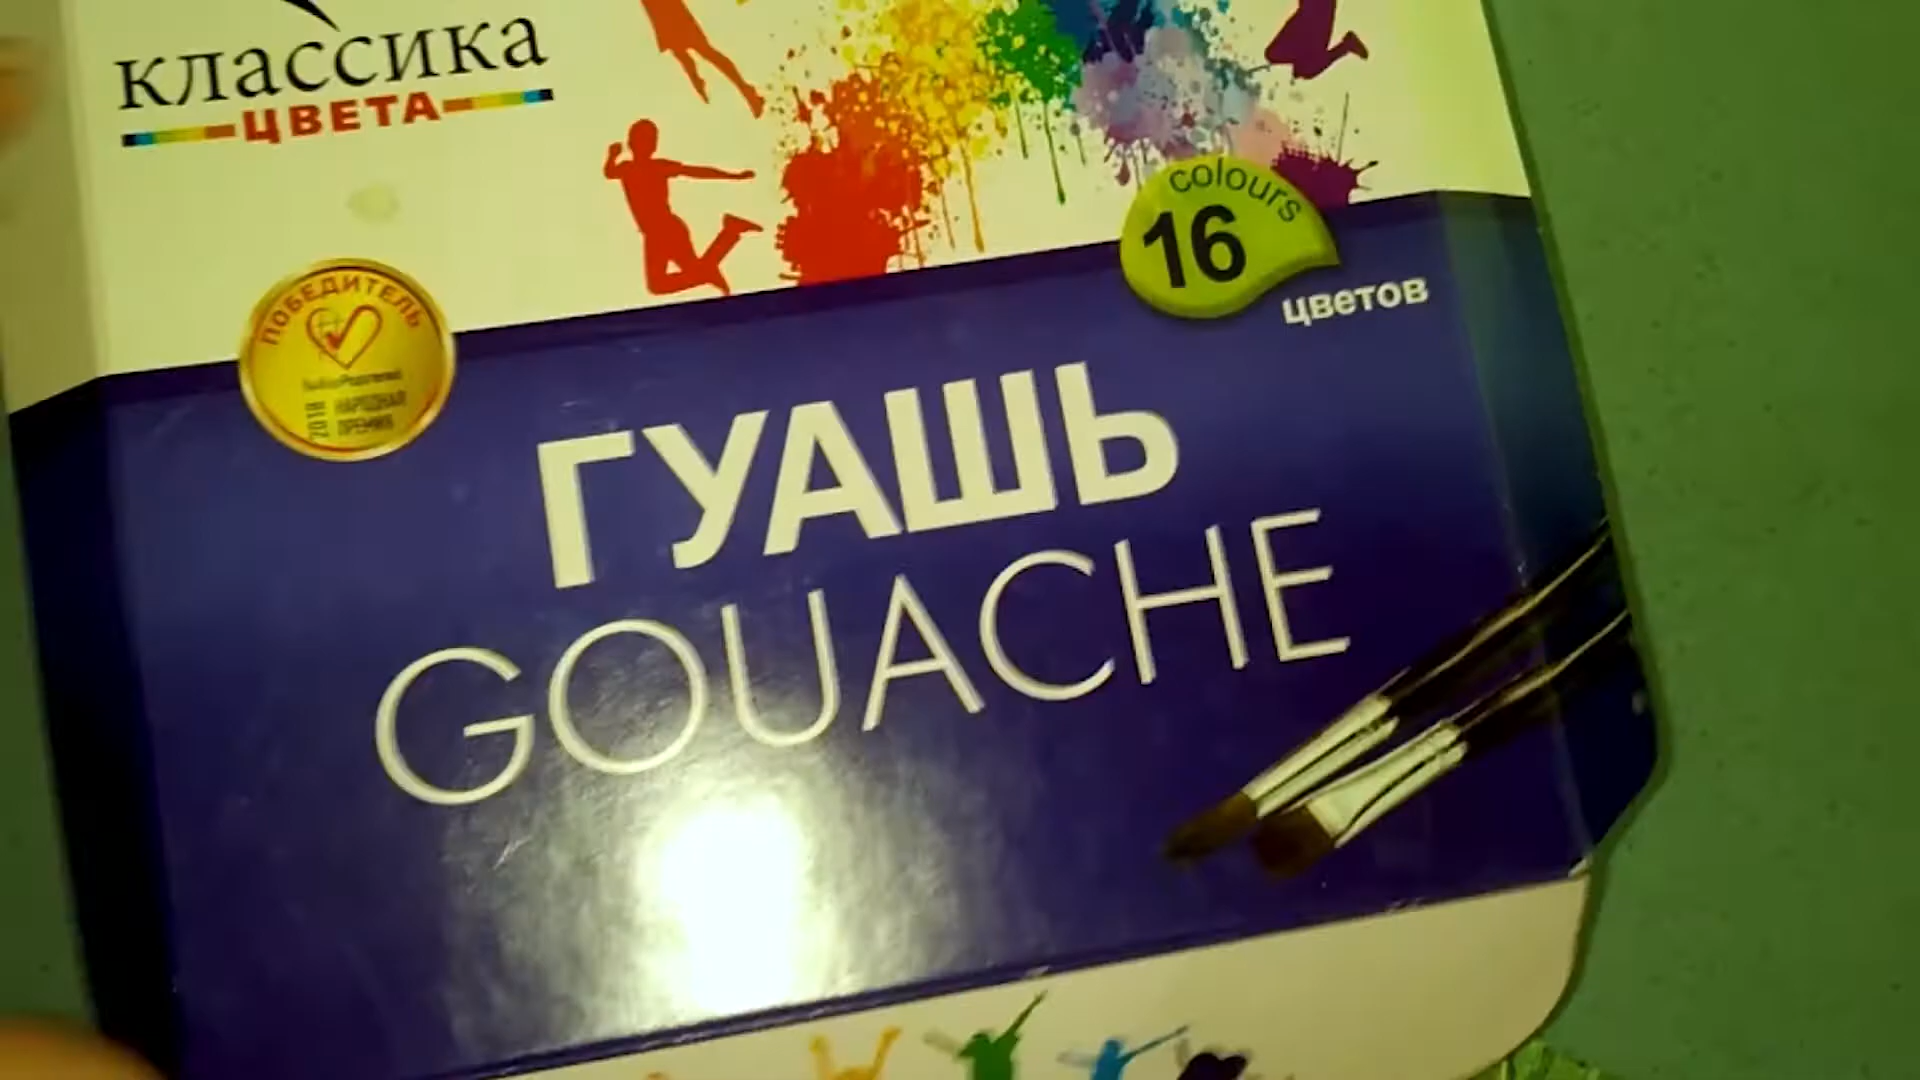 классика
ЦВЕТА
colours
16
цветов
ПОБЕДИТЕЛЬ
2018 НАРОДНАЯ
ПРЕМИЯ
ГУАШЬ
GOUACHE